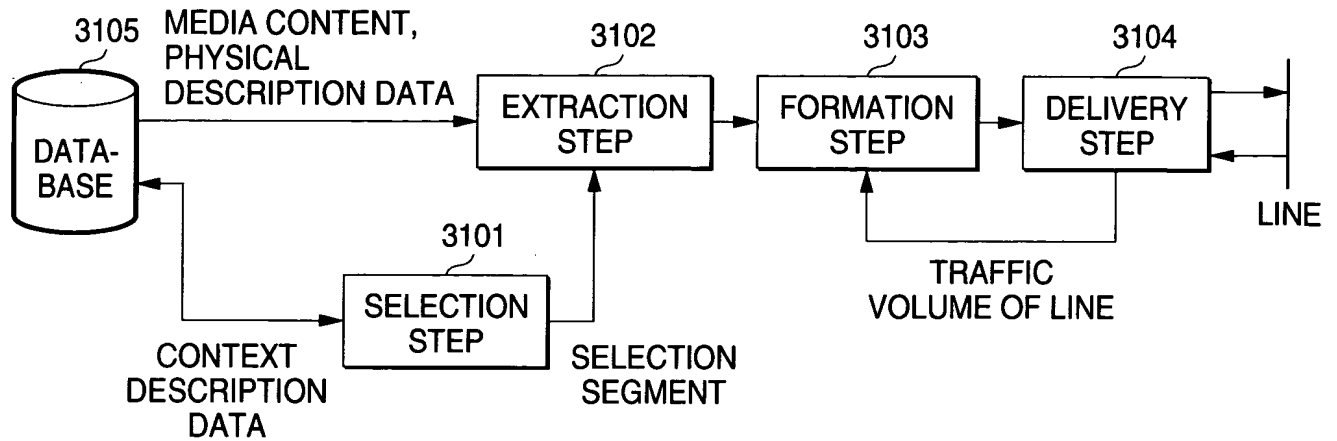 3105
MEDIA CONTENT,
PHYSICAL
DESCRIPTION DATA
3102
3103
3104
DATA-
BASE
EXTRACTION
STEP
FORMATION
STEP
DELIVERY
STEP
LINE
3101
SELECTION
STEP
TRAFFIC
VOLUME OF LINE
CONTEXT
DESCRIPTION
DATA
SELECTION
SEGMENT